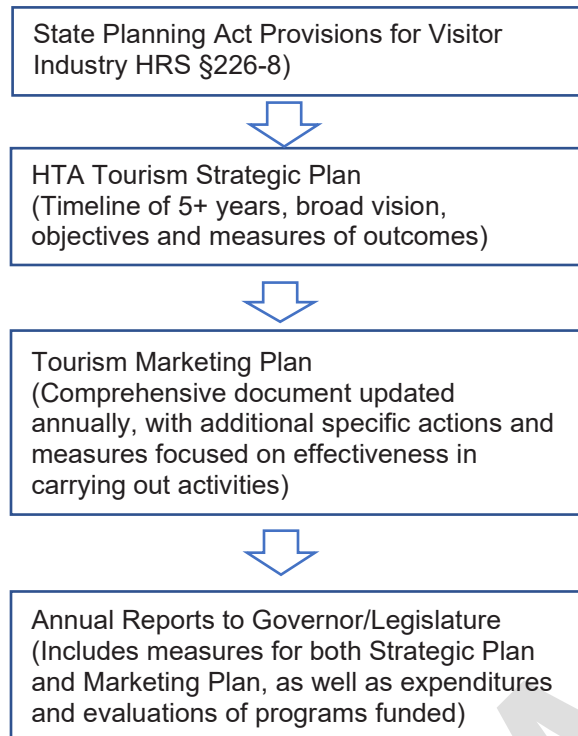 State Planning Act Provisions for Visitor
Industry HRS §226-8)
HTA Tourism Strategic Plan
(Timeline of 5+ years, broad vision,
objectives and measures of outcomes)
Tourism Marketing Plan
(Comprehensive document updated
annually, with additional specific actions and
measures focused on effectiveness in
carrying out activities)
Annual Reports to Governor/Legislature
(Includes measures for both Strategic Plan
and Marketing Plan, as well as expenditures
and evaluations of programs funded)